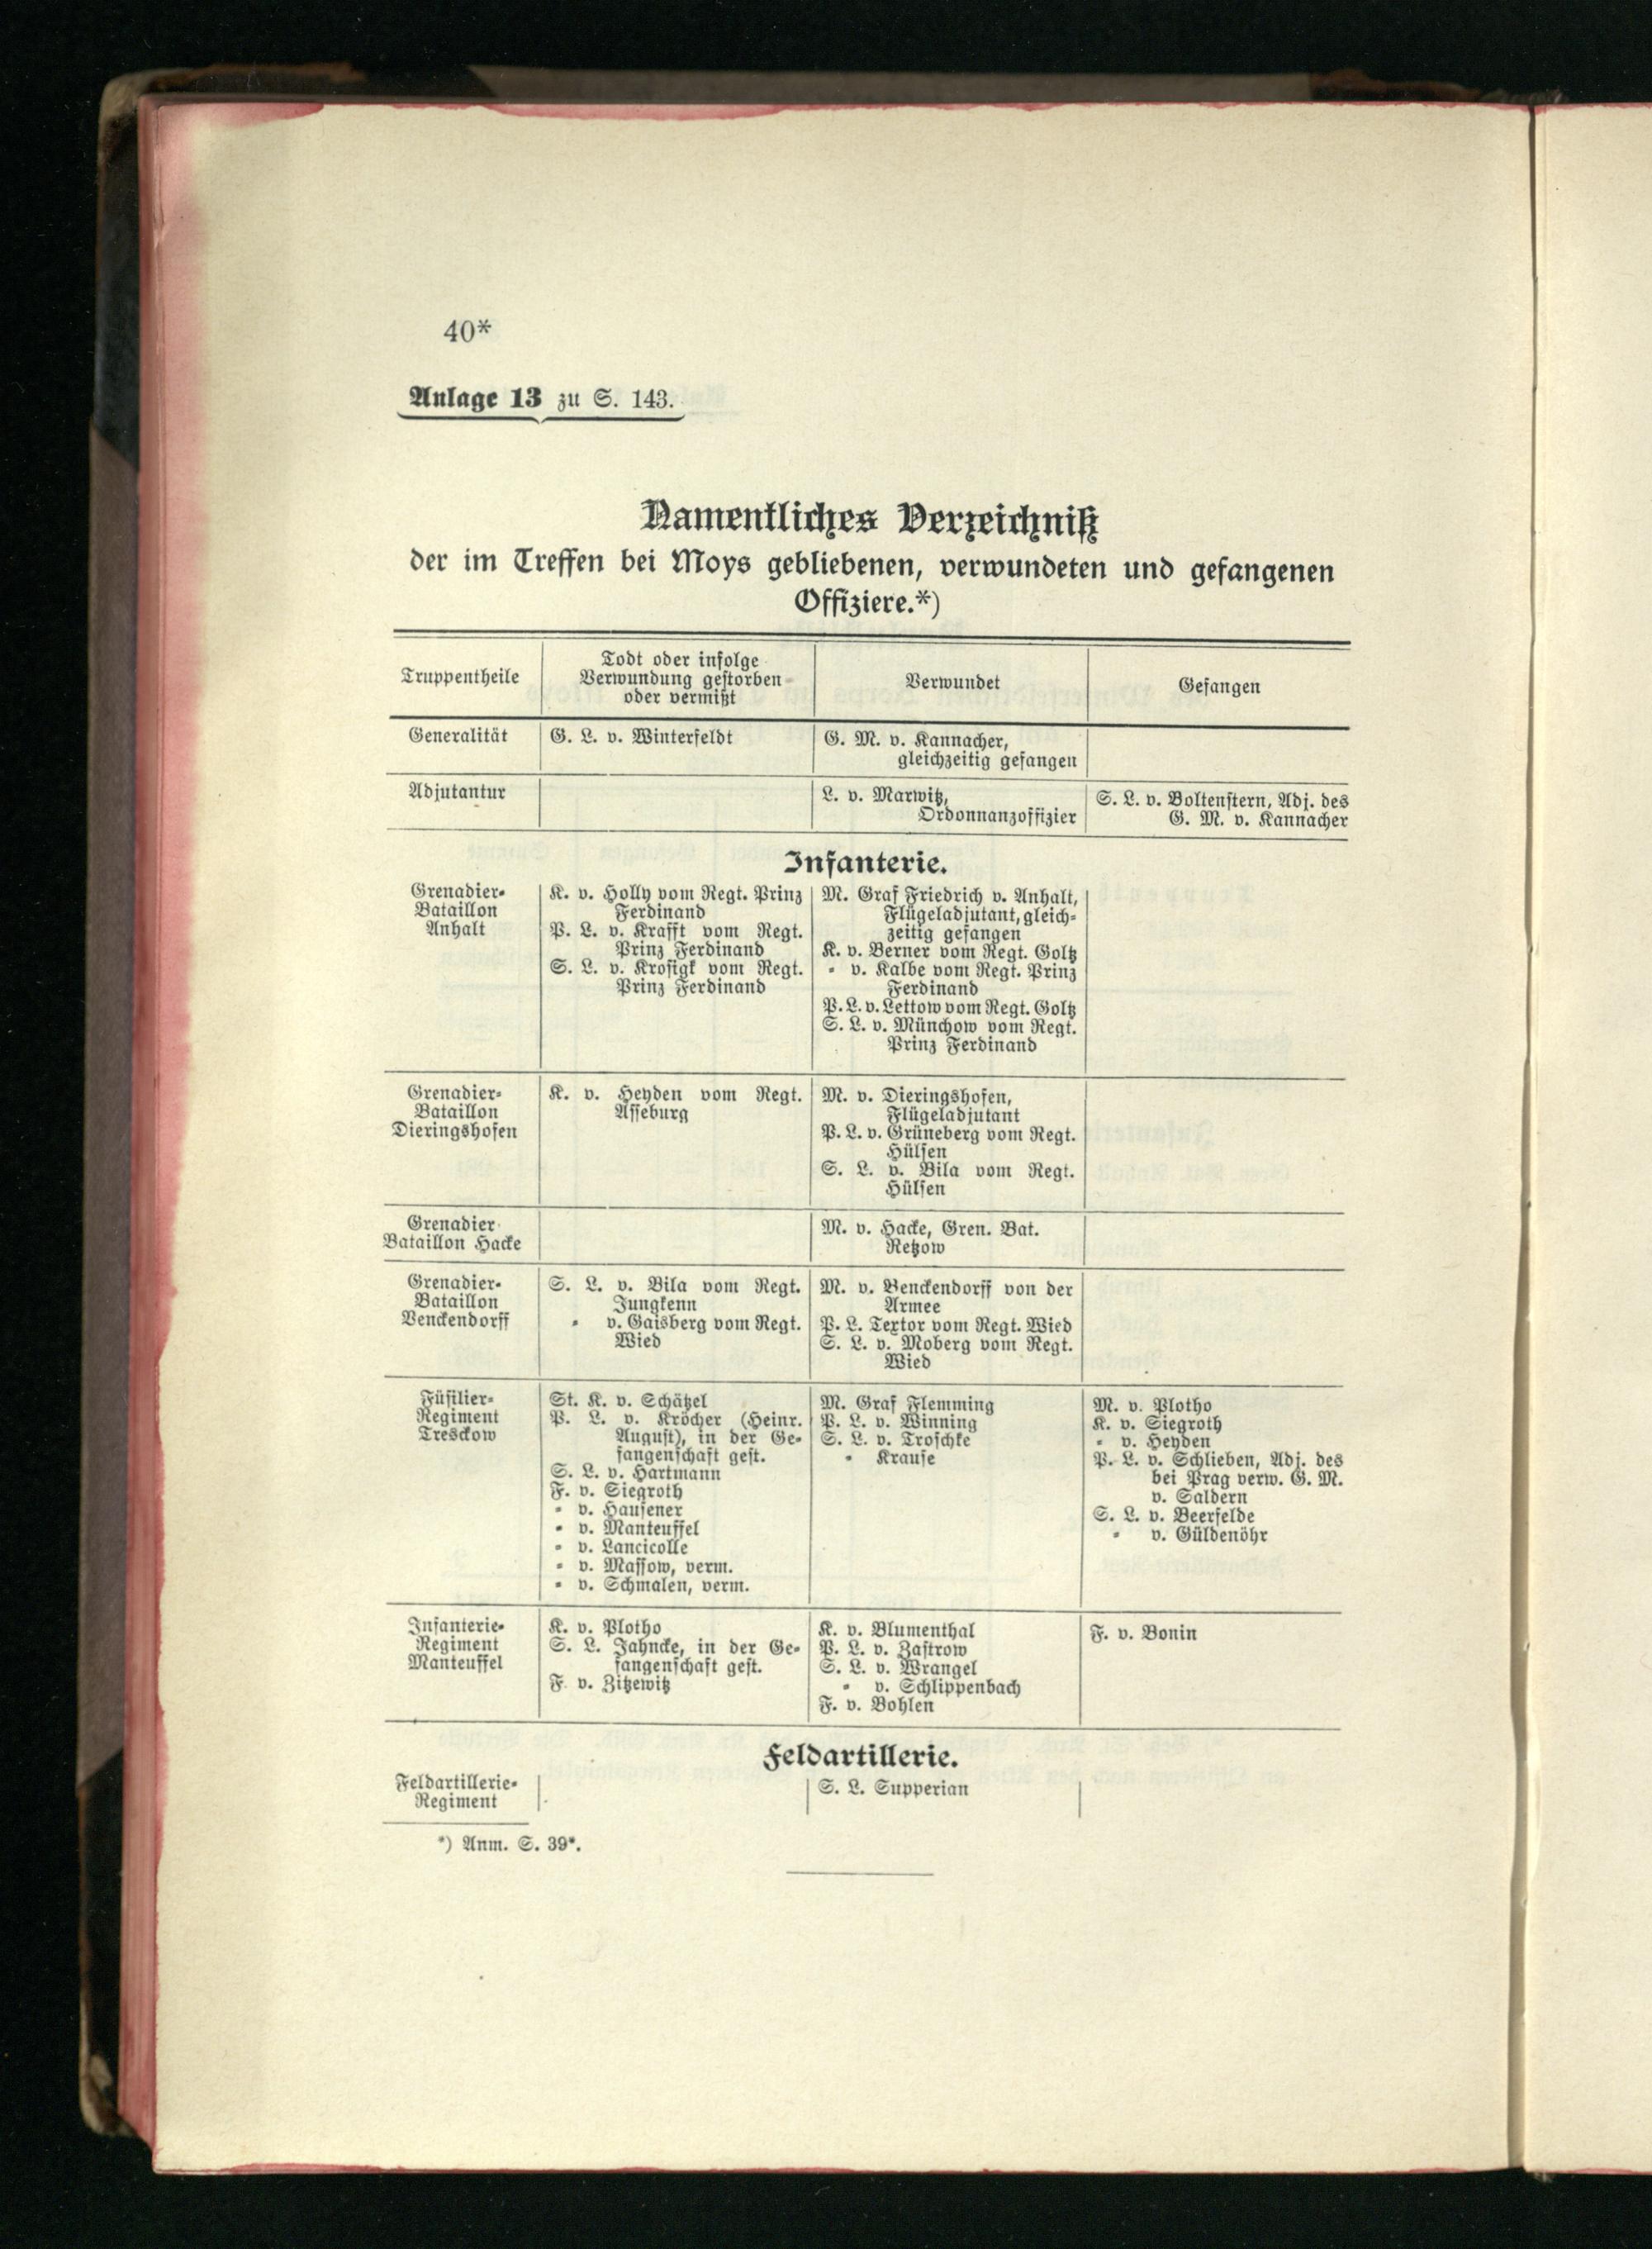 40*
Anlage 13 zu S. 143.
Namentliches Verzeichniß
der im Treffen bei Moys gebliebenen, verwundeten und gefangenen
Offiziere.*)
Truppentheile
Todt oder infolge
Verwundung gestorben
oder vermißt
Verwundet
Gefangen
Generalität
G. L. v. Winterfeldt
G. M. v. Kannacher,
gleichzeitig gefangen
Adjutantur
L. v. Marwitz,
Ordonnanzoffizier
S. L. v. Boltenstern, Adj. des
G. M. v. Kannacher
Infanterie.
Grenadier-
Bataillon
Anhalt
K. v. Holly vom Regt. Prinz
Ferdinand
P. L. v. Krafft vom Regt.
Prinz Ferdinand
S. L. v. Krosigk vom Regt.
Prinz Ferdinand
M. Graf Friedrich v. Anhalt,
Flügeladjutant, gleich-
zeitig gefangen
K. v. Berner vom Regt. Goltz
" v. Kalbe vom Regt. Prinz
Ferdinand
P. L. v. Lettow vom Regt. Goltz
S. L. v. Münchow vom Regt.
Prinz Ferdinand
Grenadier-
Bataillon
Dieringshofen
K. v. Heyden vom Regt.
Asseburg
M. v. Dieringshofen,
Flügeladjutant
P. L. v. Grüneberg vom Regt.
Hülsen
S. L. v. Bila vom Regt.
Hülsen
Grenadier
Bataillon Hacke
M. v. Hacke, Gren. Bat.
Retzow
Grenadier-
Bataillon
Benckendorff
S. L. v. Bila vom Regt.
Jungkenn
" v. Gaisberg vom Regt.
Wied
M. v. Benckendorff von der
Armee
P. L. Textor vom Regt. Wied
S. L. v. Moberg vom Regt.
Wied
Füsilier-
Regiment
Tresckow
St. K. v. Schätzel
P. L. v. Kröcher (Heinr.
August), in der Ge-
fangenschaft gest.
S. L. v. Hartmann
F. v. Siegroth
" v. Hausener
" v. Manteuffel
" v. Lancicolle
" v. Massow, verm.
" v. Schmalen, verm.
M. Graf Flemming
P. L. v. Winning
S. L. v. Troschke
" Krause
M. v. Plotho
K. v. Siegroth
" v. Heyden
P. L. v. Schlieben, Adj. des
bei Prag verw. G. M.
v. Saldern
S. L. v. Beerfelde
" v. Güldenöhr
Infanterie-
Regiment
Manteuffel
K. v. Plotho
S. L. Jahncke, in der Ge-
fangenschaft gest.
F. v. Zitzewitz
K. v. Blumenthal
P. L. v. Zastrow
S. L. v. Wrangel
" v. Schlippenbach
F. v. Bohlen
F. v. Bonin
Feldartillerie.
Feldartillerie-
Regiment
S. L. Supperian
*) Anm. S. 39*.